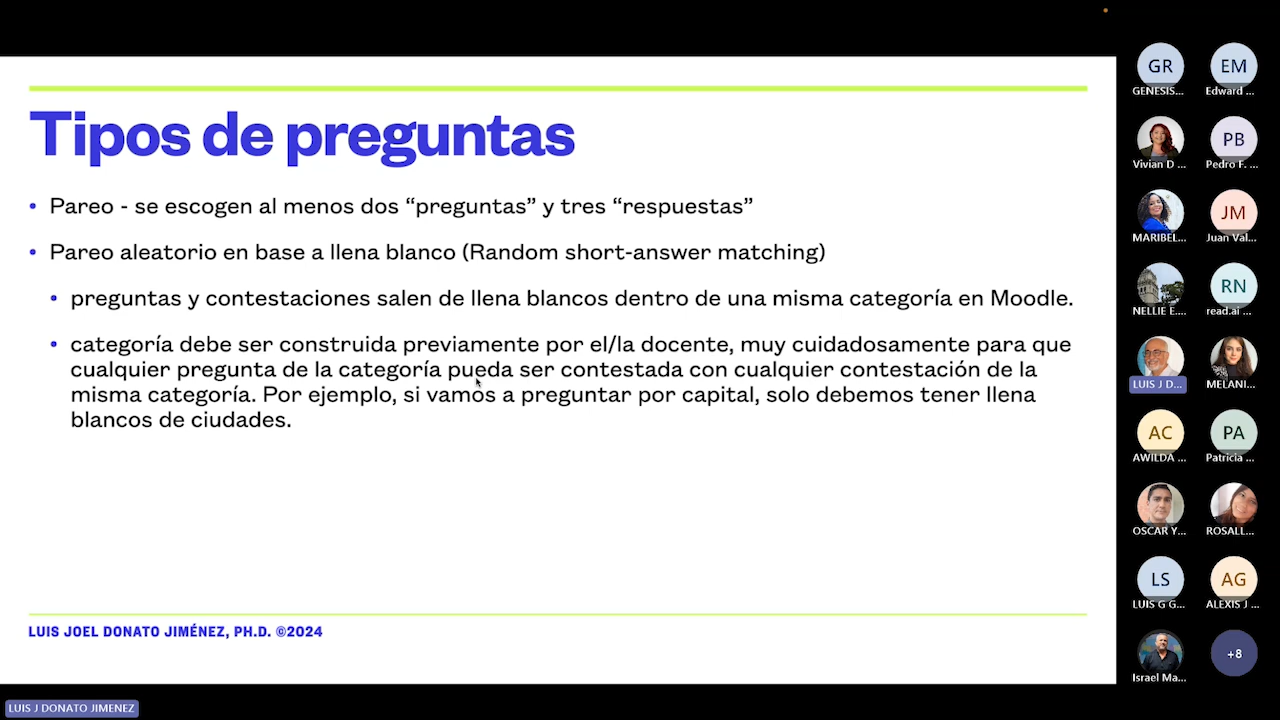 Tipos de preguntas
• Pareo - se escogen al menos dos “preguntas” y tres “respuestas”
• Pareo aleatorio en base a llena blanco (Random short-answer matching)
• preguntas y contestaciones salen de llena blancos dentro de una misma categoría en Moodle.
• categoría debe ser construida previamente por el/la docente, muy cuidadosamente para que
cualquier pregunta de la categoría pueda ser contestada con cualquier contestación de la
misma categoría. Por ejemplo, si vamos a preguntar por capital, solo debemos tener llena
blancos de ciudades.
LUIS JOEL DONATO JIMÉNEZ, PH.D. ©2024
LUIS J DONATO JIMENEZ
GR EM
GENESIS... Edward ...
PB
Vivian D ... Pedro F. ...
JM
MARIBEL... Juan Val...
RN
NELLIE E.... read.ai ...
LUIS J D... MELANI...
AC PA
AWILDA ... Patricia ...
OSCAR Y... ROSALL...
LS AG
LUIS G G... ALEXIS J ...
+8
Israel Ma...